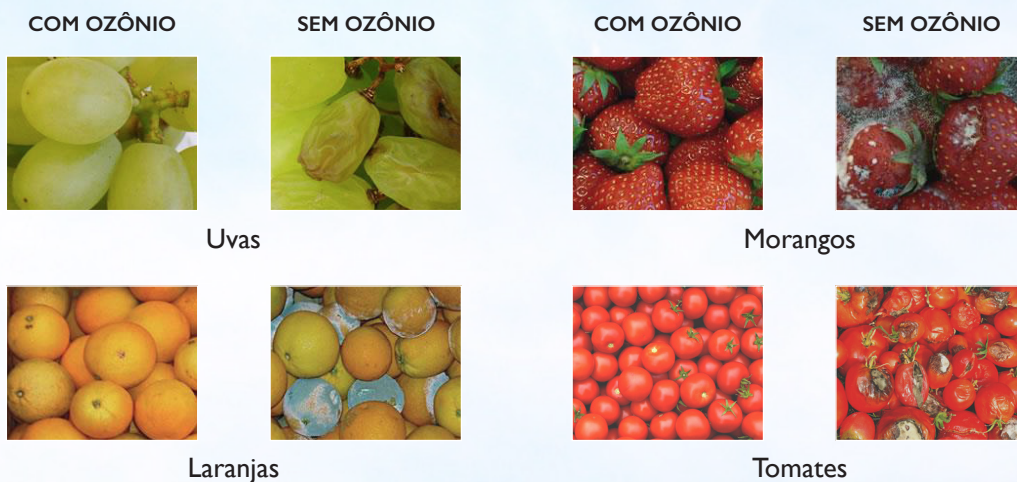 COM OZÔNIO SEM OZÔNIO COM OZÔNIO SEM OZÔNIO
Uvas Morangos
Laranjas Tomates